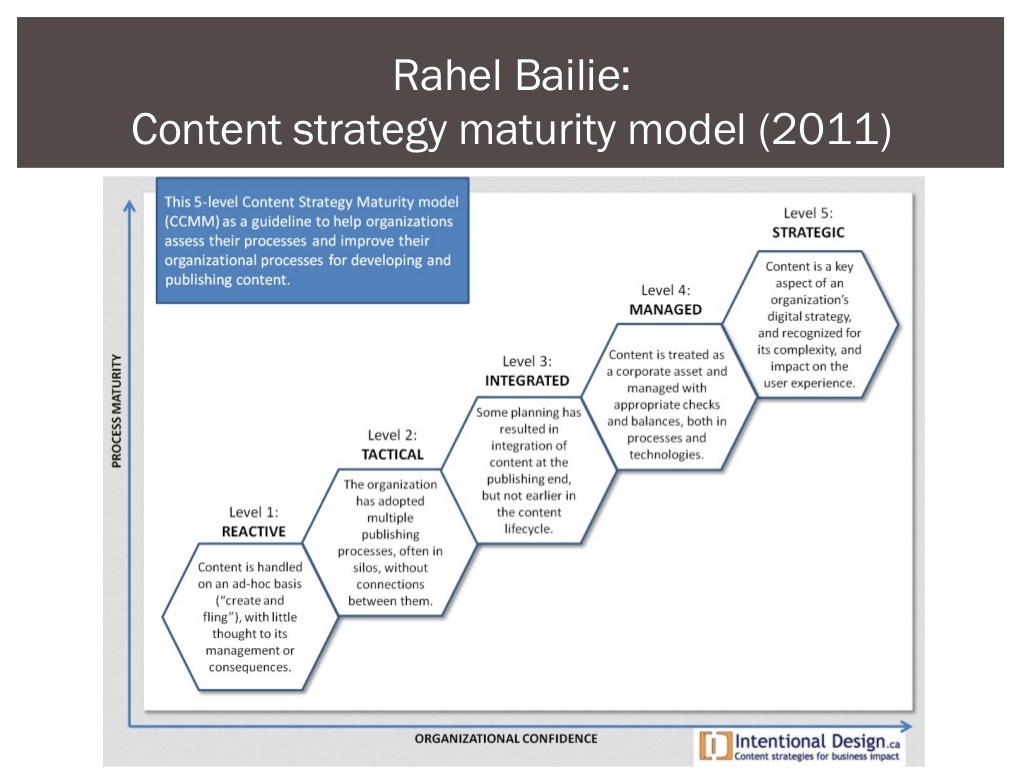 Rahel Bailie:
Content strategy maturity model (2011)
This 5-level Content Strategy Maturity model
(CCMM) as a guideline to help organizations
assess their processes and improve their
organizational processes for developing and
publishing content.
Level 5:
STRATEGIC
Content is a key
aspect of an
organization's
digital strategy,
and recognized for
its complexity, and
impact on the
user experience.
Level 4:
MANAGED
Content is treated as
a corporate asset and
managed with
appropriate checks
and balances, both in
processes and
technologies.
Level 3:
INTEGRATED
Some planning has
resulted in
integration of
content at the
publishing end,
but not earlier in
the content
lifecycle.
Level 2:
TACTICAL
The organization
has adopted
multiple
publishing
processes, often in
silos, without
connections
between them.
Level 1:
REACTIVE
Content is handled
on an ad-hoc basis
("create and
fling"), with little
thought to its
management or
consequences.
PROCESS MATURITY
ORGANIZATIONAL CONFIDENCE
Intentional Design.ca
Content strategies for business impact